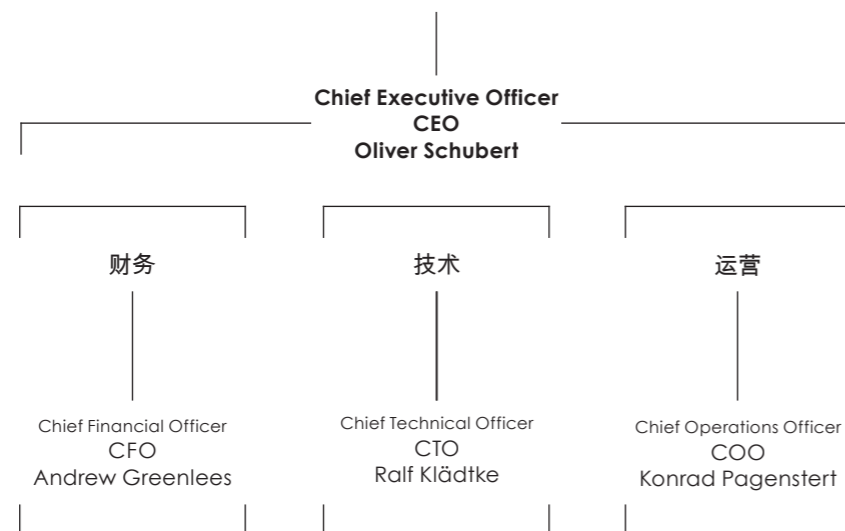 Chief Executive Officer
CEO
Oliver Schubert
财务
技术
运营
Chief Financial Officer
CFO
Andrew Greenlees
Chief Technical Officer
CTO
Ralf Klädtke
Chief Operations Officer
COO
Konrad Pagenstert